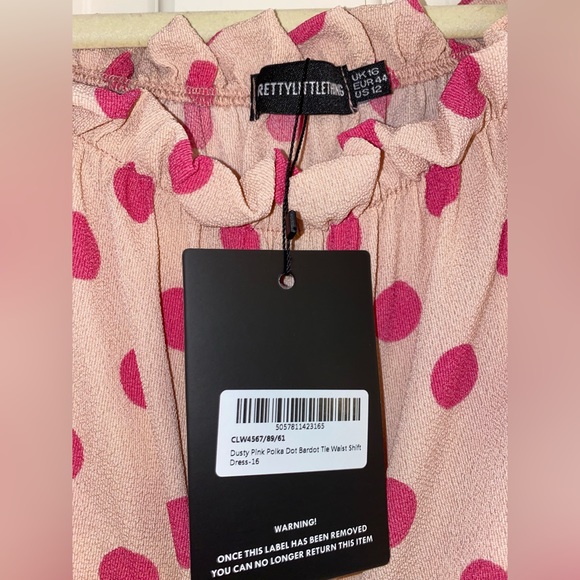 RETTYLITTLETHING
UK 16
EUR 44
US 12
5057811423165
CLW4567/89/61
Dusty Pink Polka Dot Bardot Tie Waist Shift
Dress-16
WARNING!
ONCE THIS LABEL HAS BEEN REMOVED
YOU CAN NO LONGER RETURN THIS ITEM